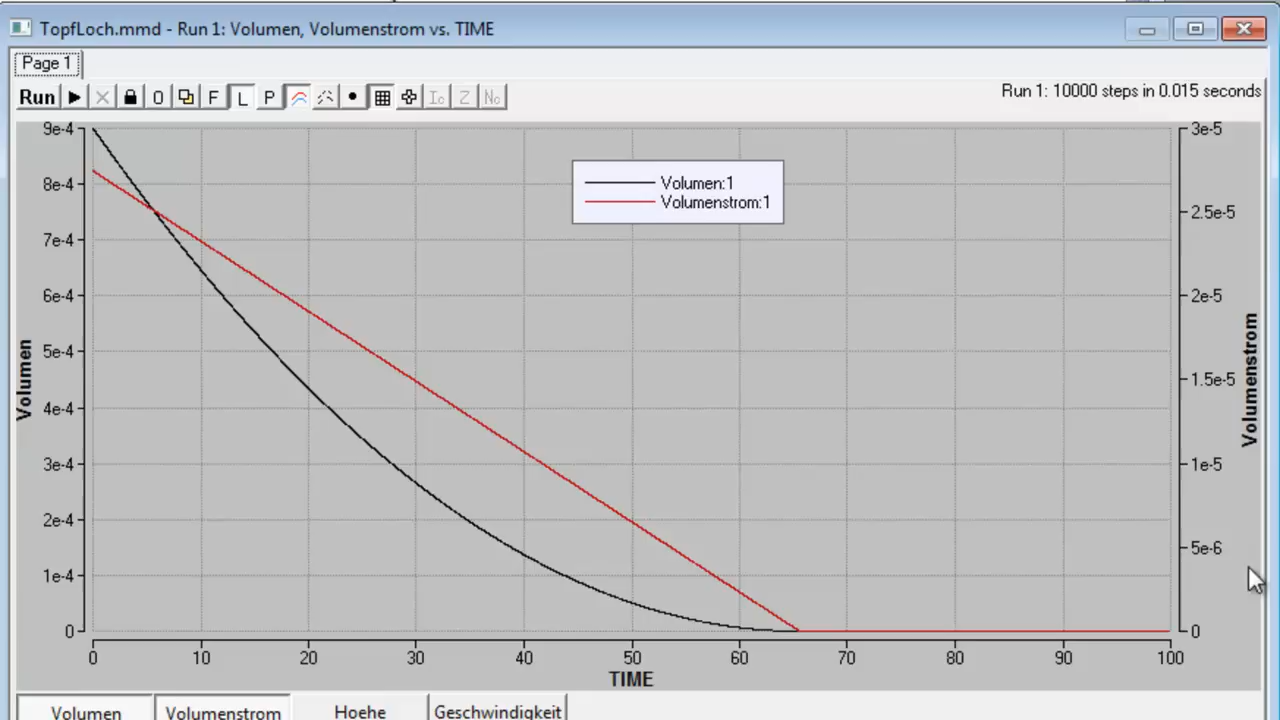 TopfLoch.mmd - Run 1: Volumen, Volumenstrom vs. TIME
Page 1
Run 0 F L P Ic Z Nc Run 1: 10000 steps in 0.015 seconds
9e-4 3e-5
Volumen:1
8e-4
Volumenstrom:1
2.5e-5
7e-4
6e-4 2e-5
5e-4
Volumen
1.5e-5
Volumenstrom
4e-4
3e-4 1e-5
2e-4
5e-6
1e-4
0 0
0 10 20 30 40 50 60 70 80 90 100
TIME
Volumen Volumenstrom Hoehe Geschwindigkeit